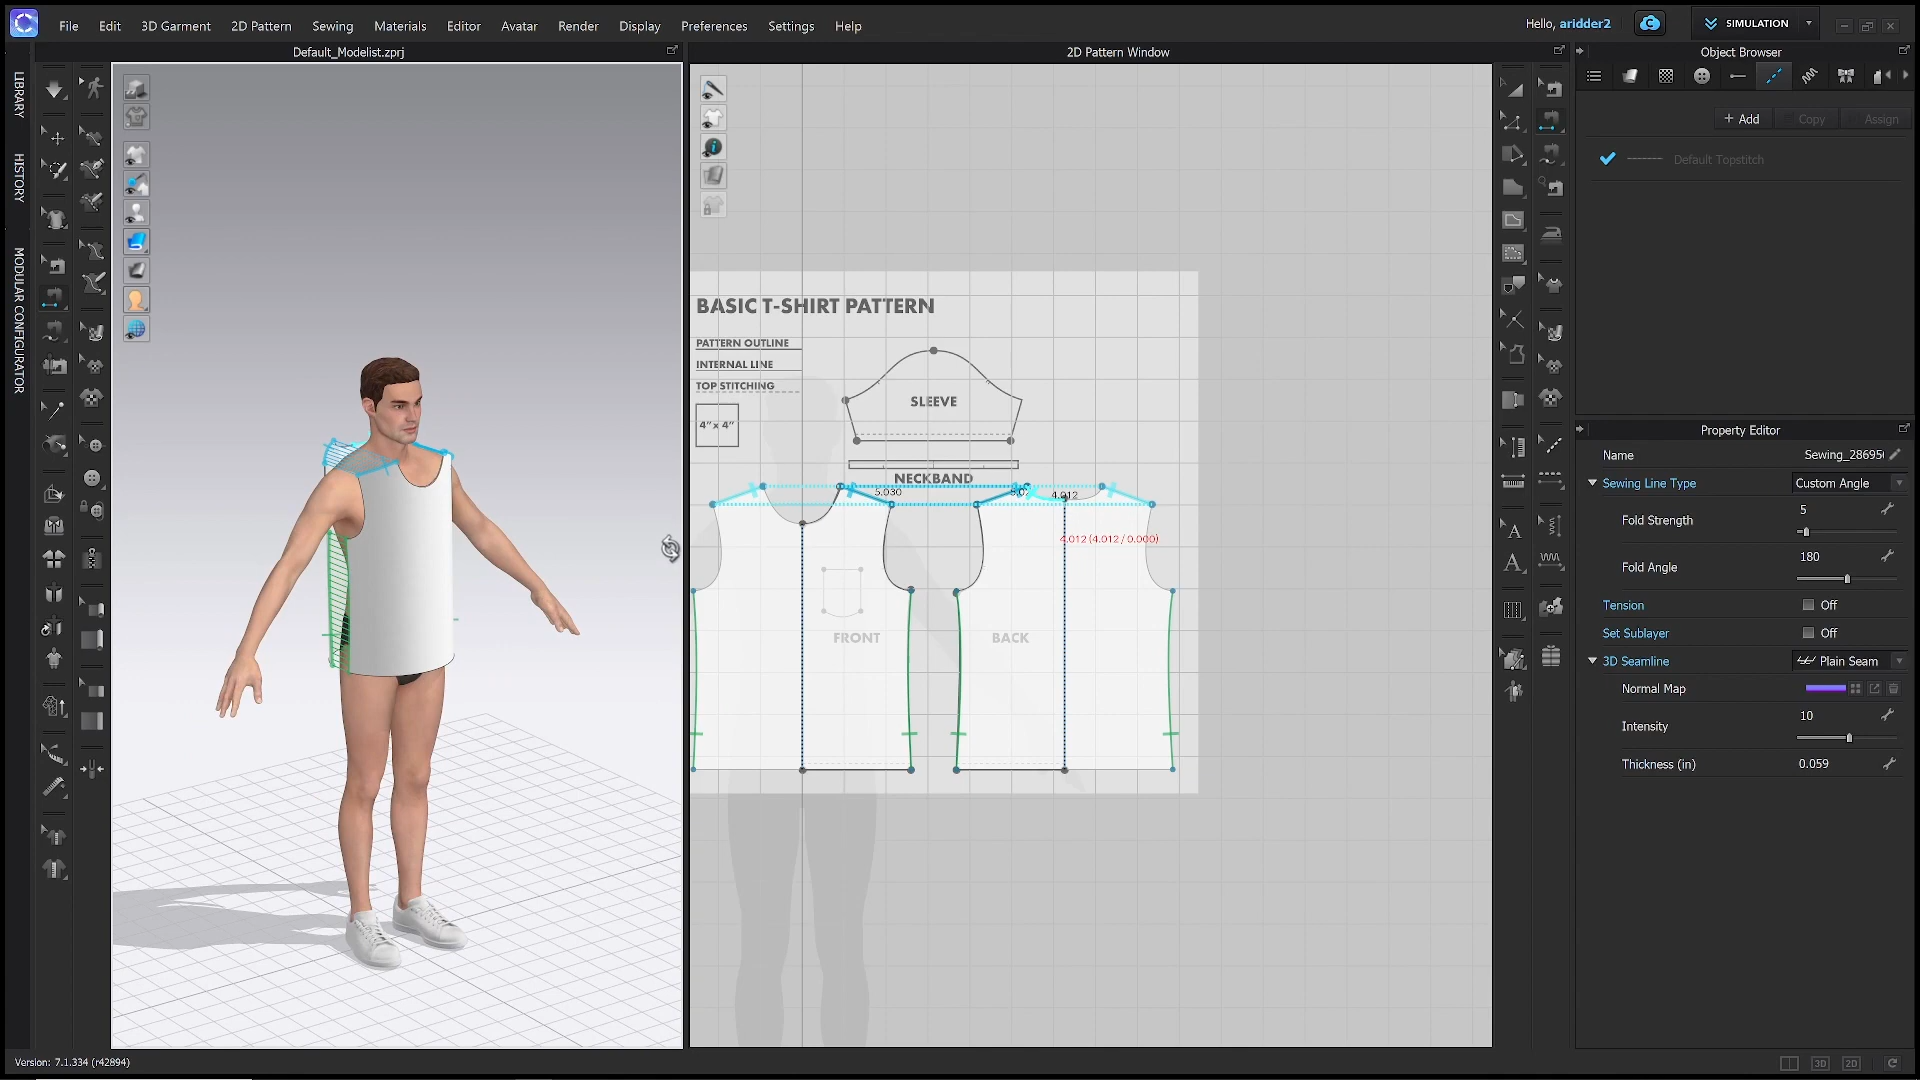 File Edit 3D Garment 2D Pattern Sewing Materials Editor Avatar Render Display Preferences Settings Help
Hello, aridder2
SIMULATION
Default_Modelist.zprj
2D Pattern Window
Object Browser
LIBRARY
HISTORY
MODULAR CONFIGURATOR
+ Add Copy Assign
Default Topstitch
BASIC T-SHIRT PATTERN
PATTERN OUTLINE
INTERNAL LINE
TOP STITCHING
4"x 4"
SLEEVE
NECKBAND
5.030
4.012
4.012 (4.012 / 0.000)
FRONT
BACK
Property Editor
Name Sewing_28695
Sewing Line Type Custom Angle
Fold Strength 5
Fold Angle 180
Tension Off
Set Sublayer Off
3D Seamline Plain Seam
Normal Map
Intensity 10
Thickness (in) 0.059
Version: 7.1.334 (r42894)
3D 2D